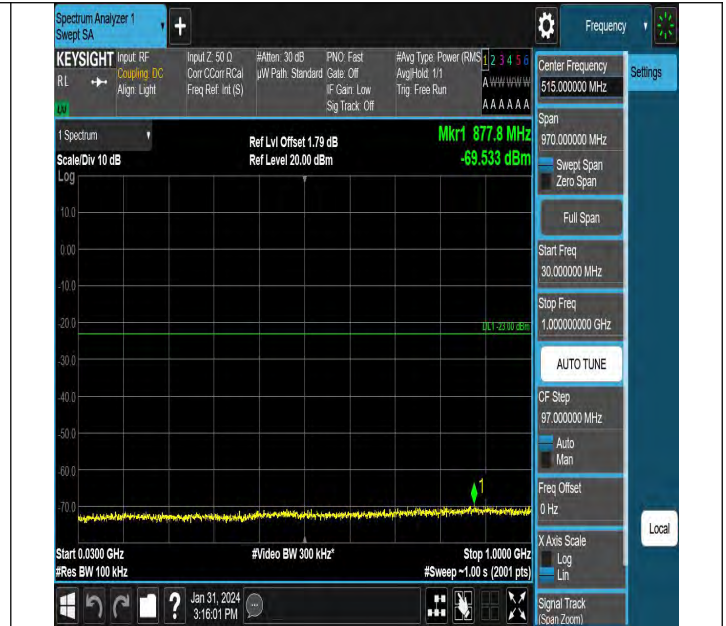 Spectrum Analyzer 1
Swept SA
+
Frequency
KEYSIGHT
RL
Input: RF
Coupling: DC
Align: Light
Input Z: 50 Ω
Corr CCorr RCal
Freq Ref: Int (S)
#Atten: 30 dB
µW Path: Standard
PNO: Fast
Gate: Off
IF Gain: Low
Sig Track: Off
#Avg Type: Power (RMS
Avg|Hold: 1/1
Trig: Free Run
1 2 3 4 5 6
A WW WW W
A A A A A A
1 Spectrum
Scale/Div 10 dB
Log
Ref Lvl Offset 1.79 dB
Ref Level 20.00 dBm
Mkr1 877.8 MHz
-69.533 dBm
10.0
0.00
-10.0
-20.0
DL1 -23.00 dBm
-30.0
-40.0
-50.0
-60.0
1
-70.0
Start 0.0300 GHz
#Video BW 300 kHz*
Stop 1.0000 GHz
#Res BW 100 kHz
#Sweep ~1.00 s (2001 pts)
?
Jan 31, 2024
3:16:01 PM
Center Frequency
515.000000 MHz
Settings
Span
970.000000 MHz
Swept Span
Zero Span
Full Span
Start Freq
30.000000 MHz
Stop Freq
1.000000000 GHz
AUTO TUNE
CF Step
97.000000 MHz
Auto
Man
Freq Offset
0 Hz
X Axis Scale
Log
Lin
Local
Signal Track
(Span Zoom)